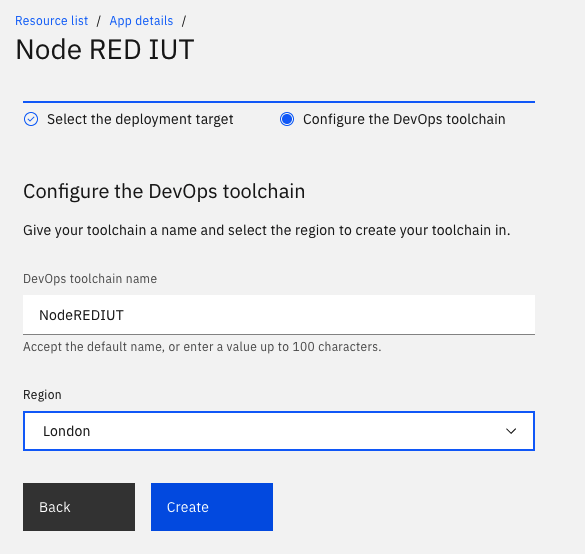 Resource list / App details /
Node RED IUT
Select the deployment target
Configure the DevOps toolchain
Configure the DevOps toolchain
Give your toolchain a name and select the region to create your toolchain in.
DevOps toolchain name
NodeREDIUT
Accept the default name, or enter a value up to 100 characters.
Region
London
Back
Create